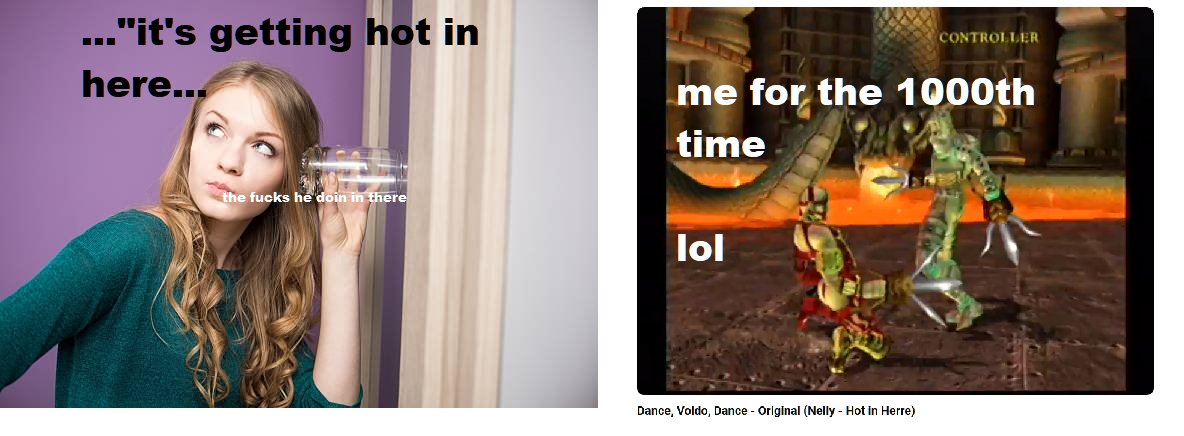 ..."it's getting hot in
here...
the fucks he doin in there
CONTROLLER
me for the 1000th
time
lol
Dance, Voldo, Dance - Original (Nelly - Hot in Herre)